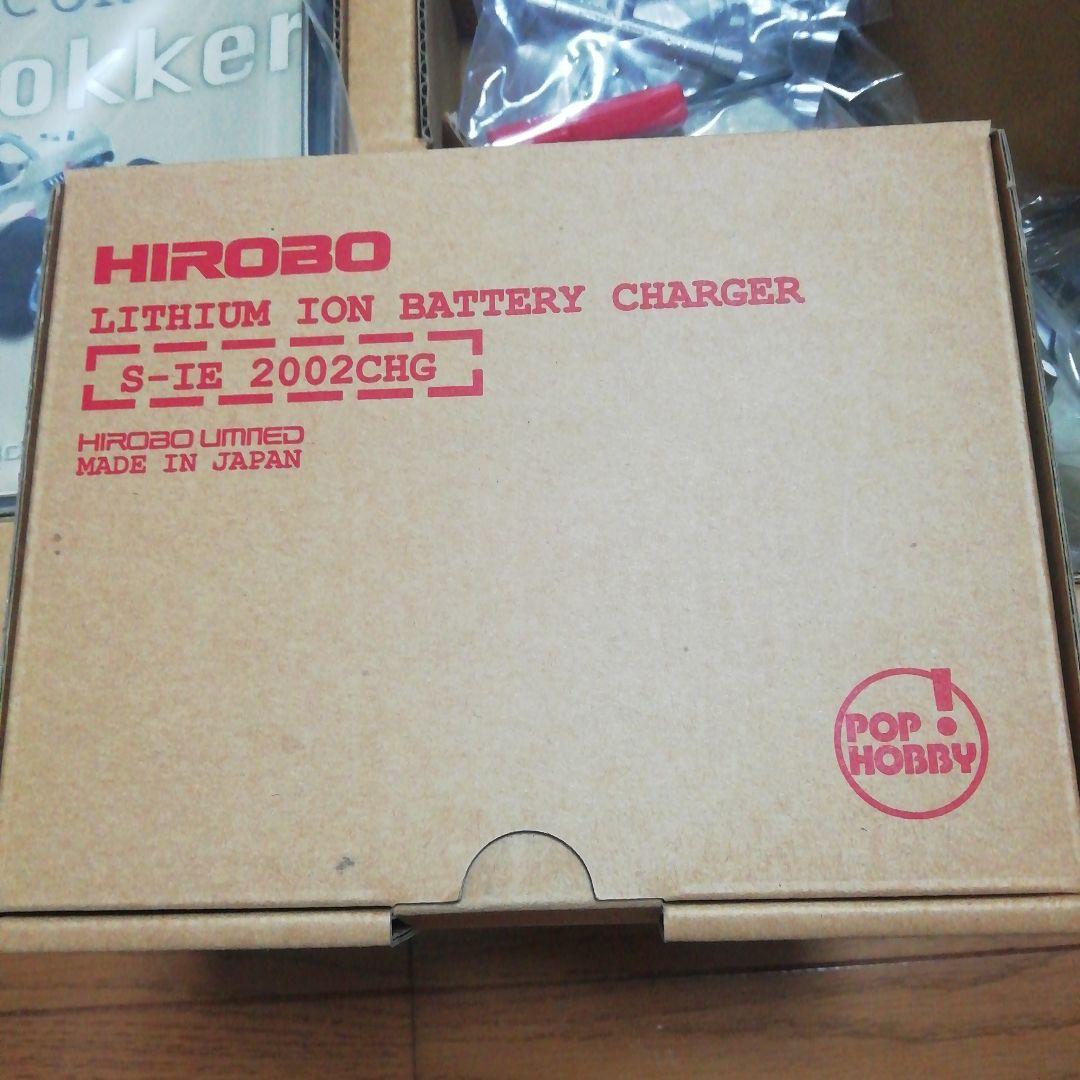 okker
HIROBO
LITHIUM ION BATTERY CHARGER
S-IE 2002CHG
HIROBO LIMITED
MADE IN JAPAN
POP!
HOBBY